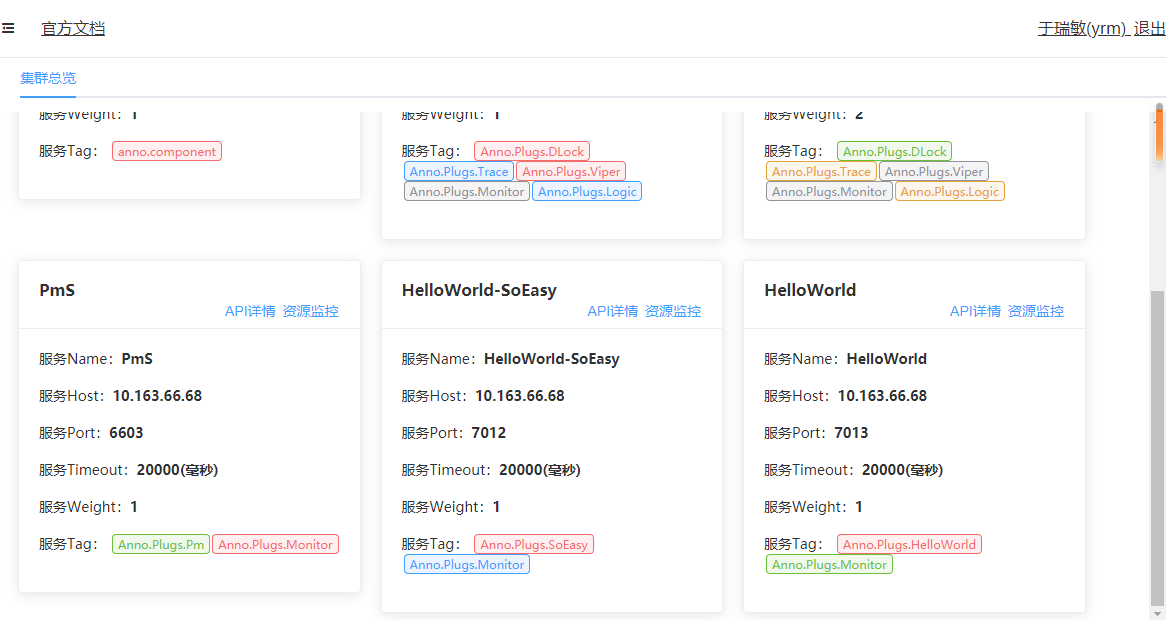 官方文档
于瑞敏(yrm) 退出
集群总览
服务Weight：1
服务Tag： anno.component
服务Weight：1
服务Tag： Anno.Plugs.DLock
Anno.Plugs.Trace Anno.Plugs.Viper
Anno.Plugs.Monitor Anno.Plugs.Logic
服务Weight：2
服务Tag： Anno.Plugs.DLock
Anno.Plugs.Trace Anno.Plugs.Viper
Anno.Plugs.Monitor Anno.Plugs.Logic
PmS
API详情 资源监控
服务Name：PmS
服务Host：10.163.66.68
服务Port：6603
服务Timeout：20000(毫秒)
服务Weight：1
服务Tag： Anno.Plugs.Pm Anno.Plugs.Monitor
HelloWorld-SoEasy
API详情 资源监控
服务Name：HelloWorld-SoEasy
服务Host：10.163.66.68
服务Port：7012
服务Timeout：20000(毫秒)
服务Weight：1
服务Tag： Anno.Plugs.SoEasy
Anno.Plugs.Monitor
HelloWorld
API详情 资源监控
服务Name：HelloWorld
服务Host：10.163.66.68
服务Port：7013
服务Timeout：20000(毫秒)
服务Weight：1
服务Tag： Anno.Plugs.HelloWorld
Anno.Plugs.Monitor